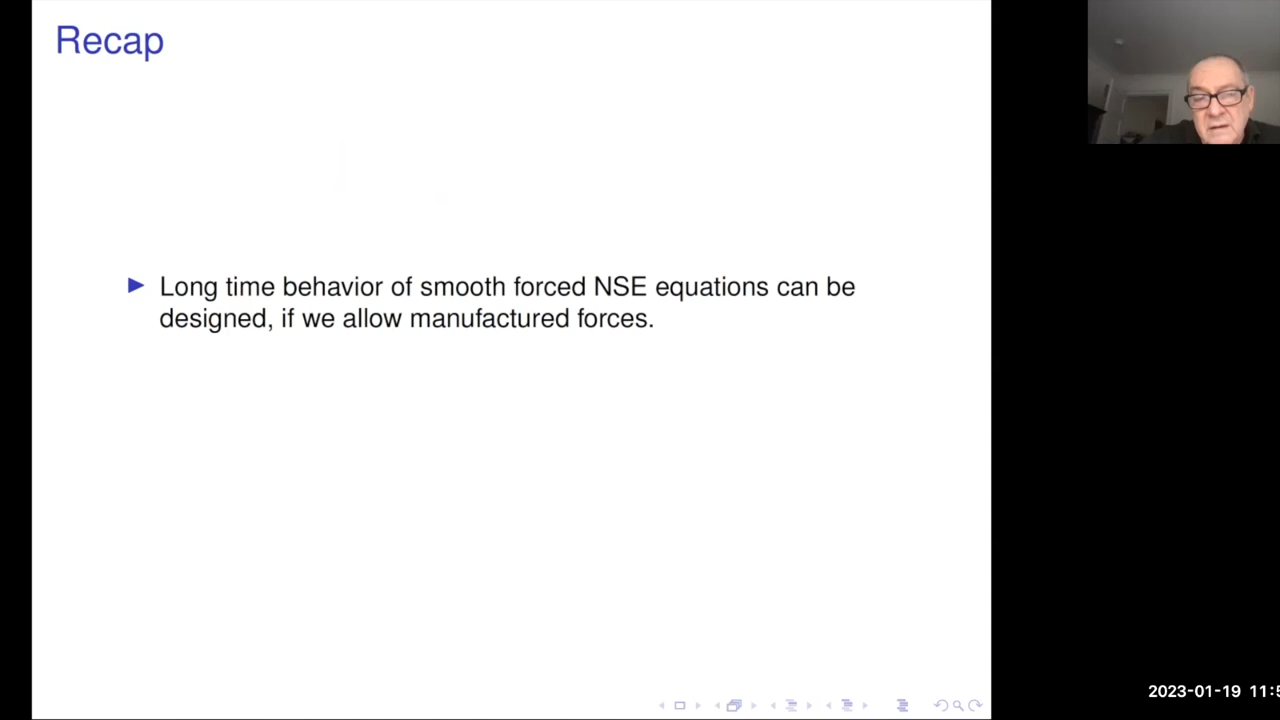 Recap
Long time behavior of smooth forced NSE equations can be
designed, if we allow manufactured forces.
2023-01-19 11:5